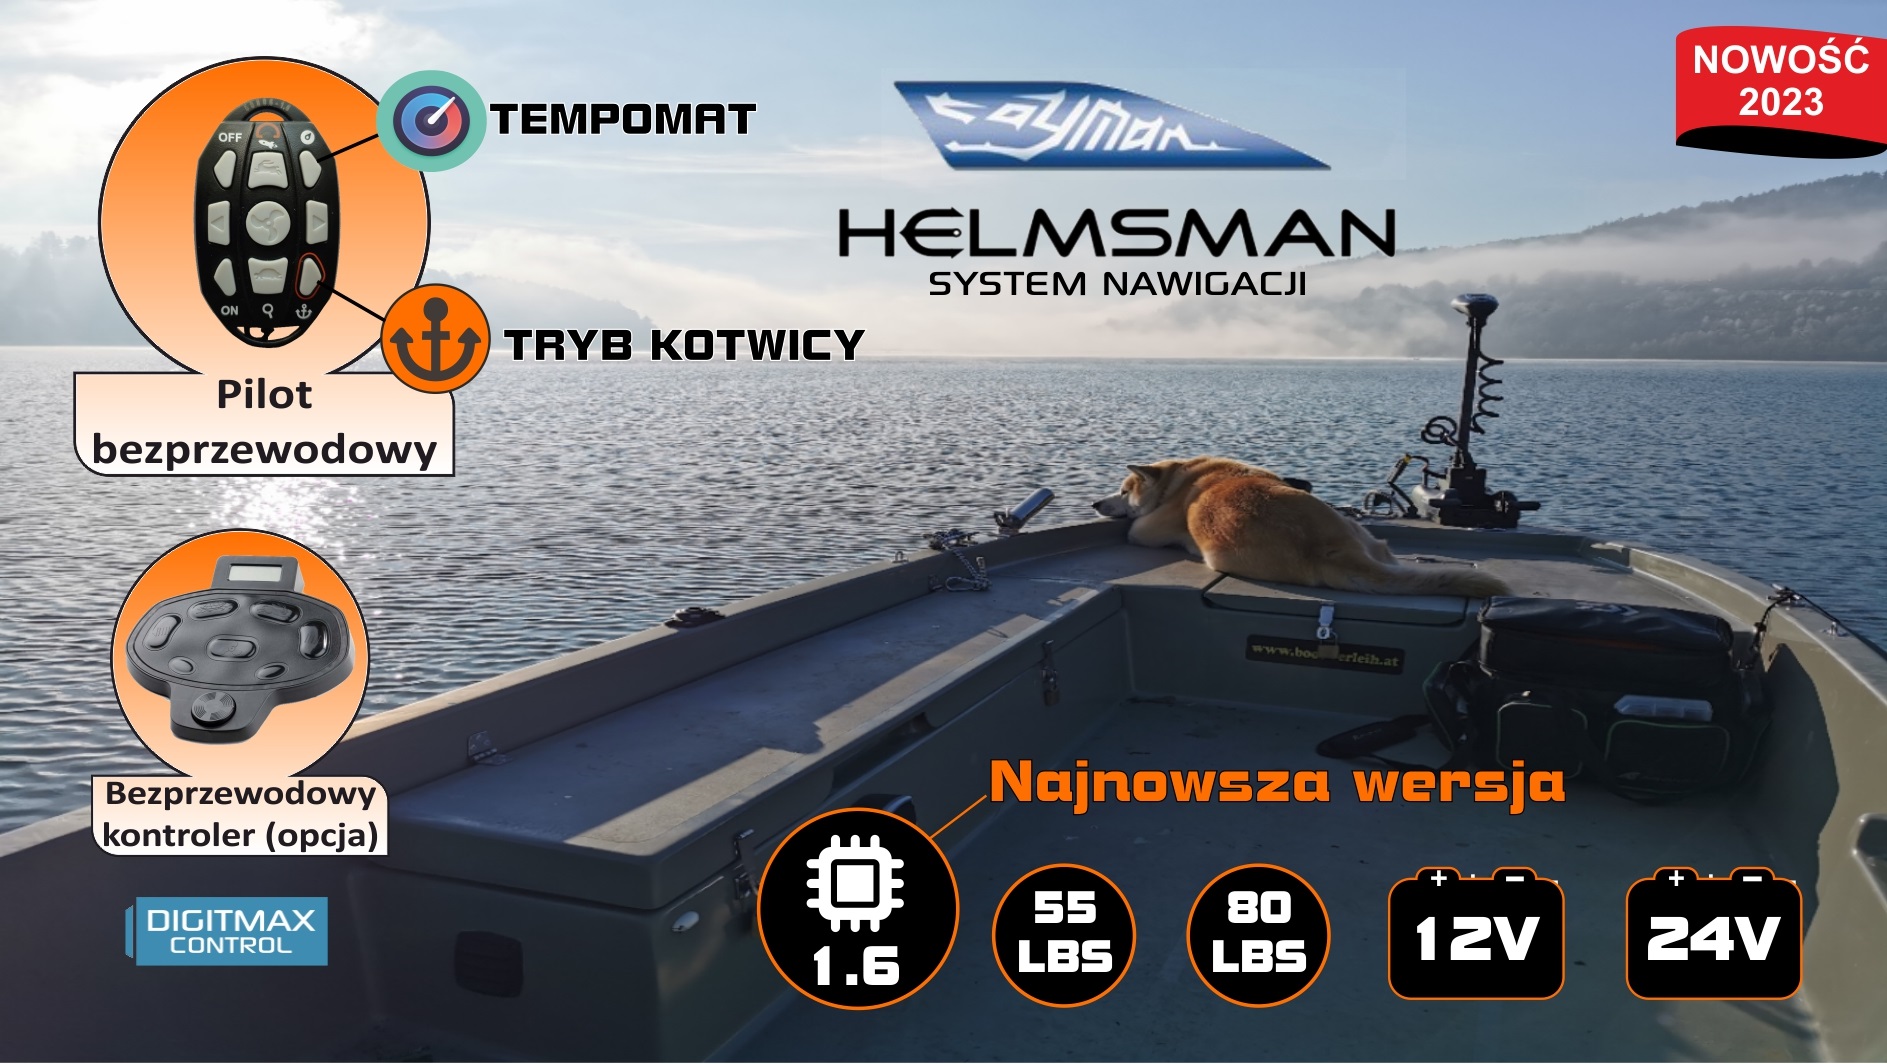 NOWOŚĆ
2023
TEMPOMAT
Cayman
HELMSMAN
SYSTEM NAWIGACJI
OFF
ON
TRYB KOTWICY
Pilot
bezprzewodowy
Bezprzewodowy
kontroler (opcja)
DIGITMAX
CONTROL
Najnowsza wersja
1.6
55
LBS
80
LBS
+ -
12V
+ -
24V